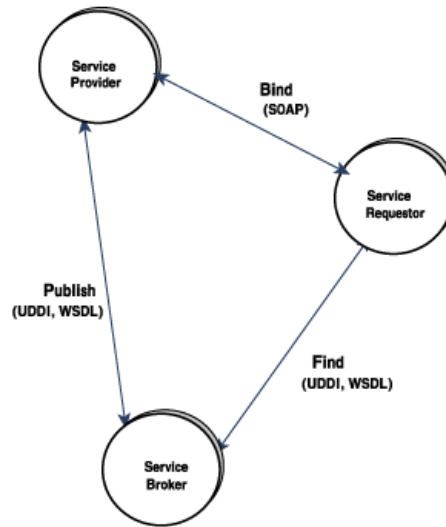 Service
Provider
Bind
(SOAP)
Service
Requestor
Publish
(UDDI, WSDL)
Find
(UDDI, WSDL)
Service
Broker